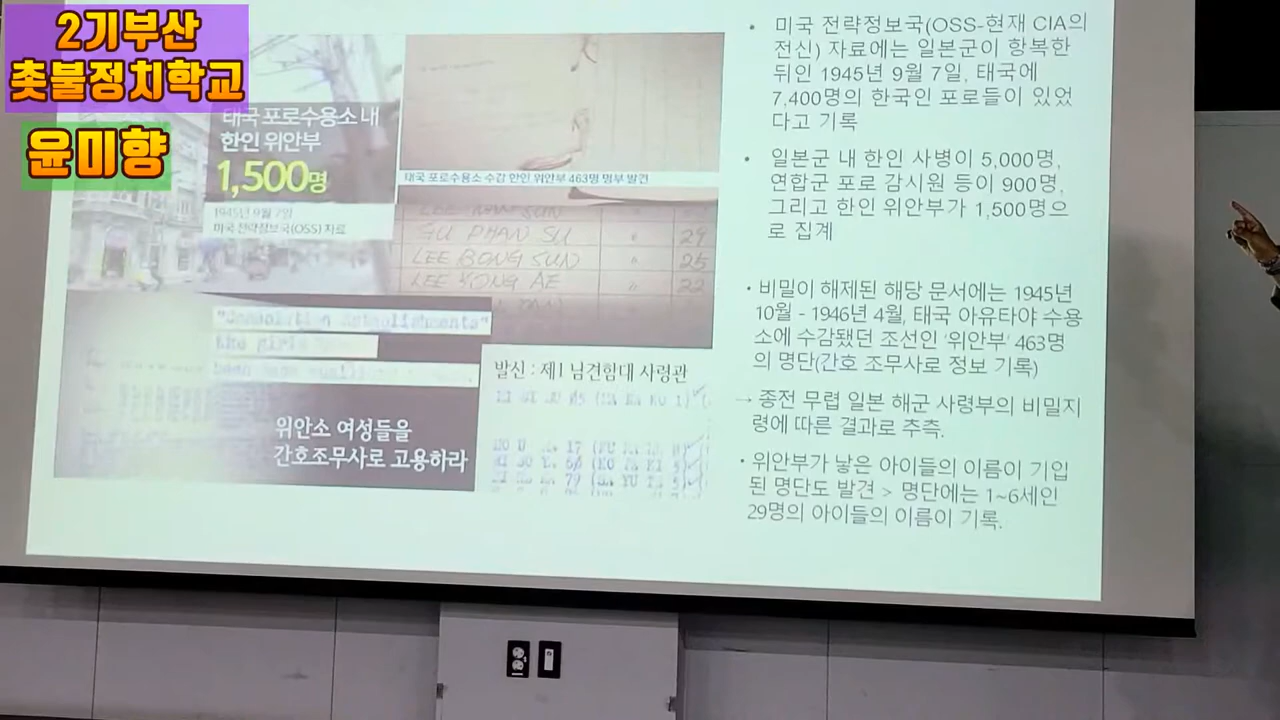 2기부산
촛불정치학교
윤미향
태국 포로수용소 내
한인 위안부
1,500명
1945년 9월 7일
미국 전략정보국(OSS) 자료
태국 포로수용소 수감 한인 위안부 463명 명부 발견
GU PHAN SU " 29
LEE BONG SUN " 25
LEE YONG AE " 22
"Consolation Establishments"
the girls
위안소 여성들을
간호조무사로 고용하라
발신 : 제1 남견함대 사령관
• 미국 전략정보국(OSS-현재 CIA의
전신) 자료에는 일본군이 항복한
뒤인 1945년 9월 7일, 태국에
7,400명의 한국인 포로들이 있었
다고 기록
• 일본군 내 한인 사병이 5,000명,
연합군 포로 감시원 등이 900명,
그리고 한인 위안부가 1,500명으
로 집계
• 비밀이 해제된 해당 문서에는 1945년
10월 - 1946년 4월, 태국 아유타야 수용
소에 수감됐던 조선인 '위안부' 463명
의 명단(간호 조무사로 정보 기록)
→ 종전 무렵 일본 해군 사령부의 비밀지
령에 따른 결과로 추측.
• 위안부가 낳은 아이들의 이름이 기입
된 명단도 발견 > 명단에는 1~6세인
29명의 아이들의 이름이 기록.